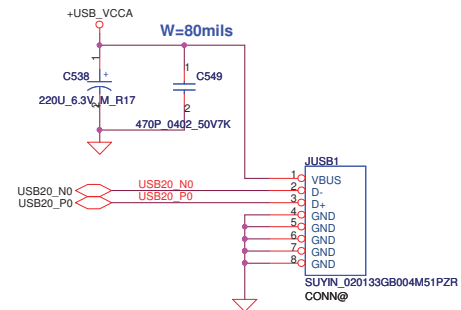 +USB_VCCA
W=80mils
1
C538
+
2
220U_6.3V_M_R17
1
C549
2
470P_0402_50V7K
JUSB1
USB20_N0
USB20_P0
USB20_N0
USB20_P0
1 VBUS
2 D-
3 D+
4 GND
5 GND
6 GND
7 GND
8 GND
SUYIN_020133GB004M51PZR
CONN@